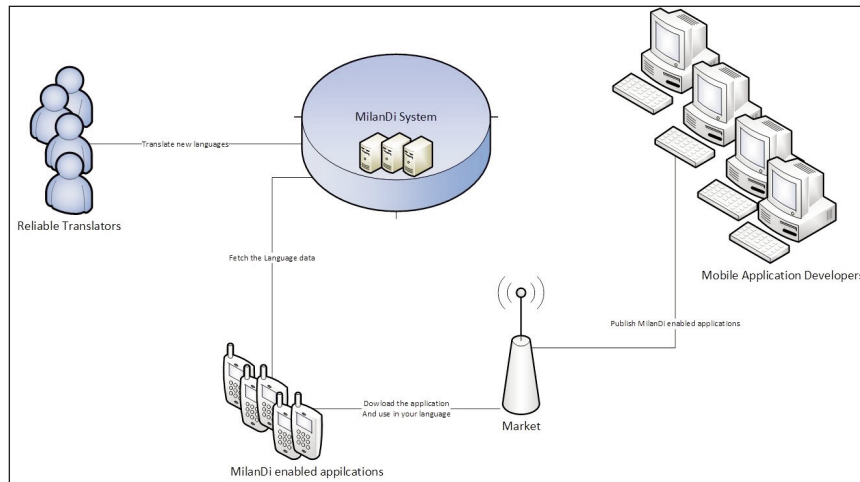 MilanDi System
Translate new languages
Reliable Translators
Mobile Application Developers
Fetch the Language data
Publish MilanDi enabled applications
Dowload the application
And use in your language
Market
MilanDi enabled appilcations